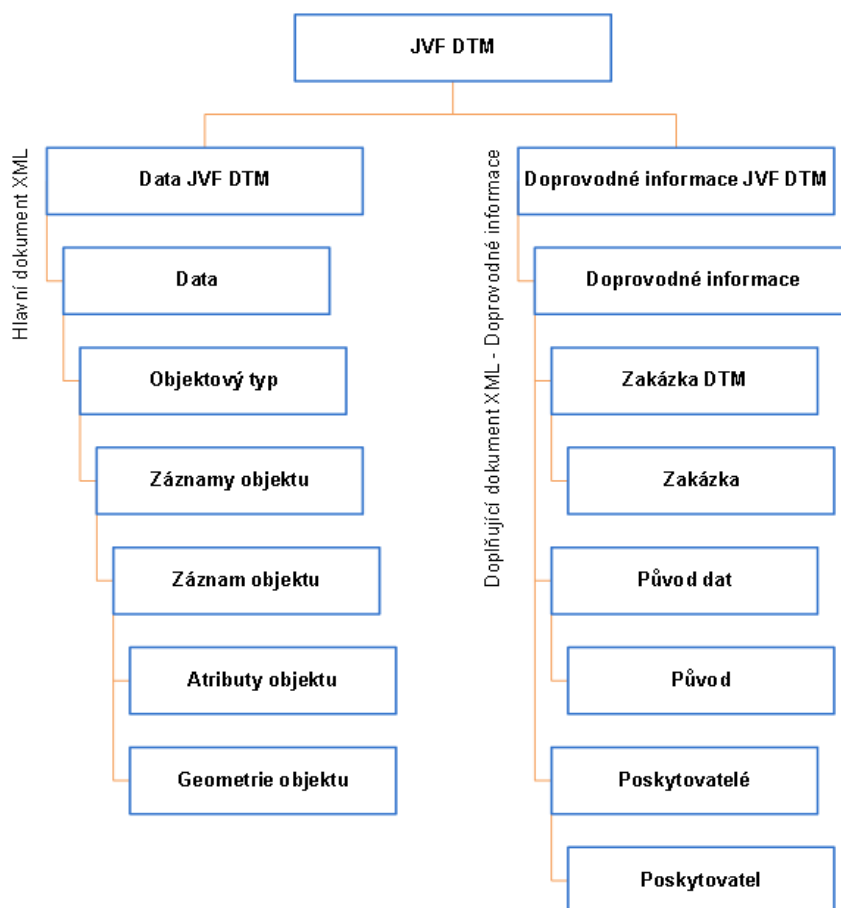 JVF DTM
Hlavní dokument XML
Data JVF DTM
Data
Objektový typ
Záznamy objektu
Záznam objektu
Atributy objektu
Geometrie objektu
Doplňující dokument XML - Doprovodné informace
Doprovodné informace JVF DTM
Doprovodné informace
Zakázka DTM
Zakázka
Původ dat
Původ
Poskytovatelé
Poskytovatel